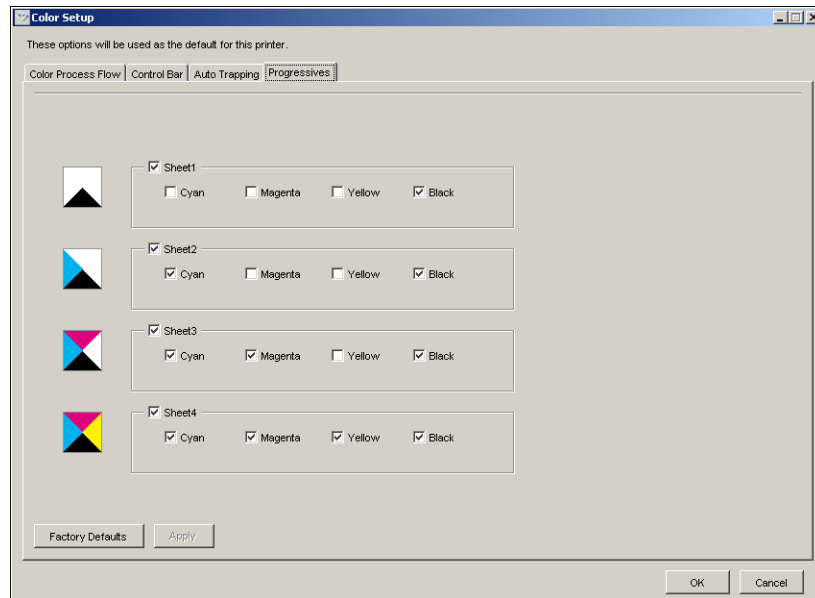 Color Setup
These options will be used as the default for this printer.
Color Process Flow Control Bar Auto Trapping Progressives
Sheet1
Cyan Magenta Yellow Black
Sheet2
Cyan Magenta Yellow Black
Sheet3
Cyan Magenta Yellow Black
Sheet4
Cyan Magenta Yellow Black
Factory Defaults Apply
OK Cancel